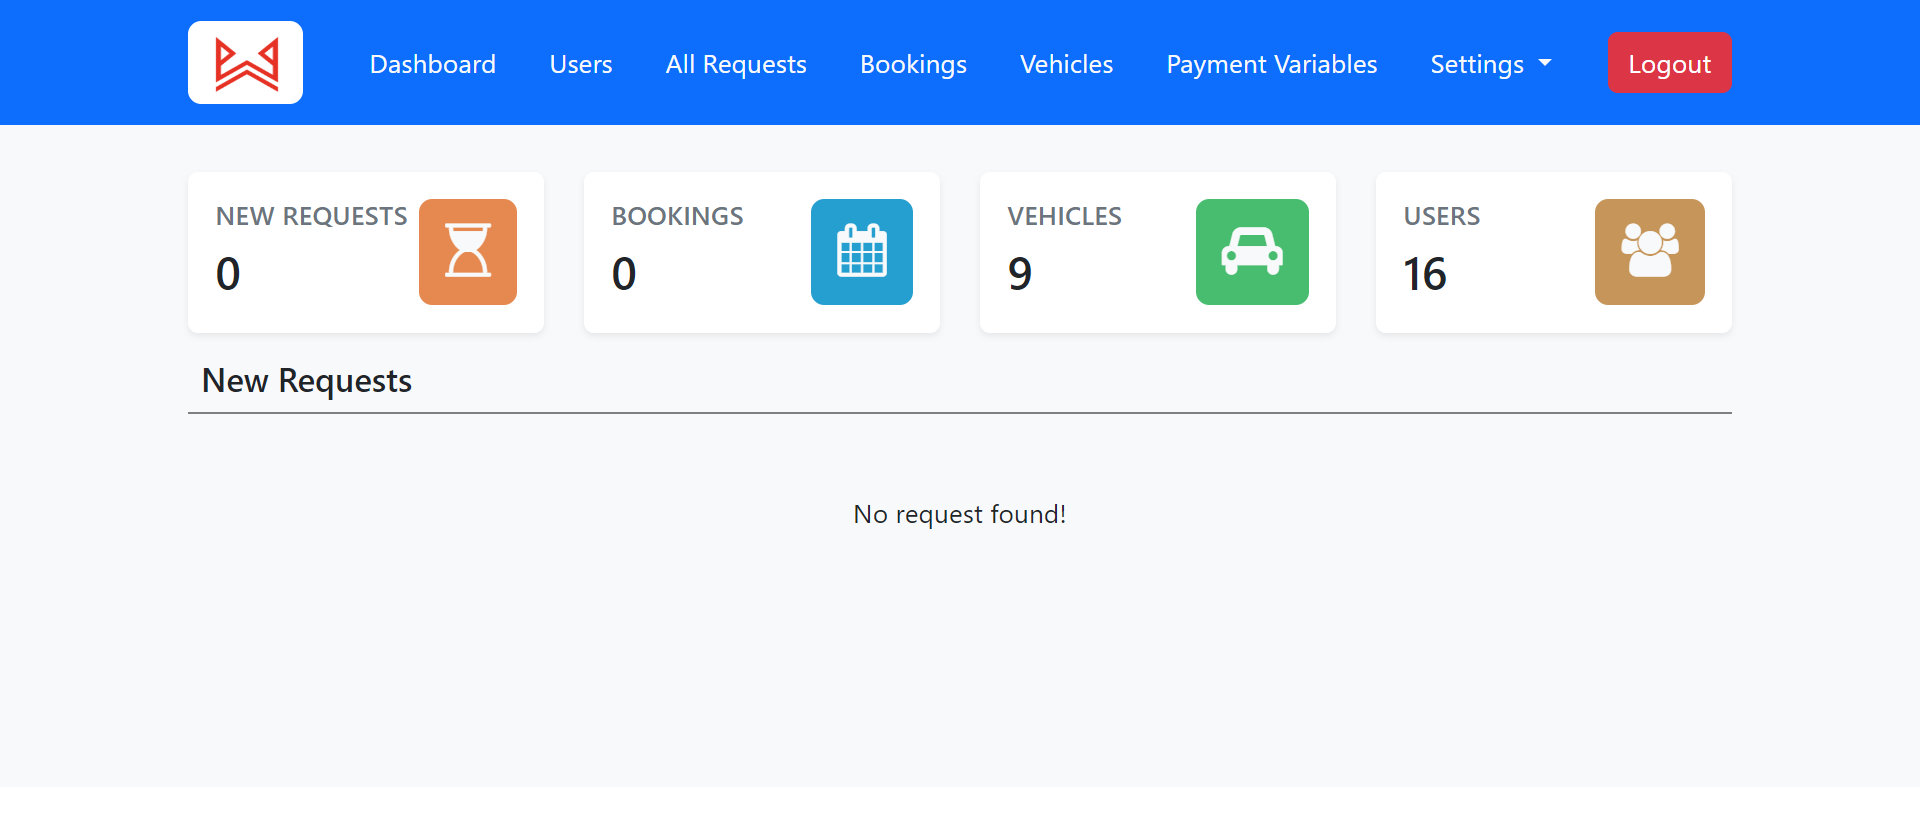 Dashboard Users All Requests Bookings Vehicles Payment Variables Settings Logout
NEW REQUESTS
0
BOOKINGS
0
VEHICLES
9
USERS
16
New Requests
No request found!